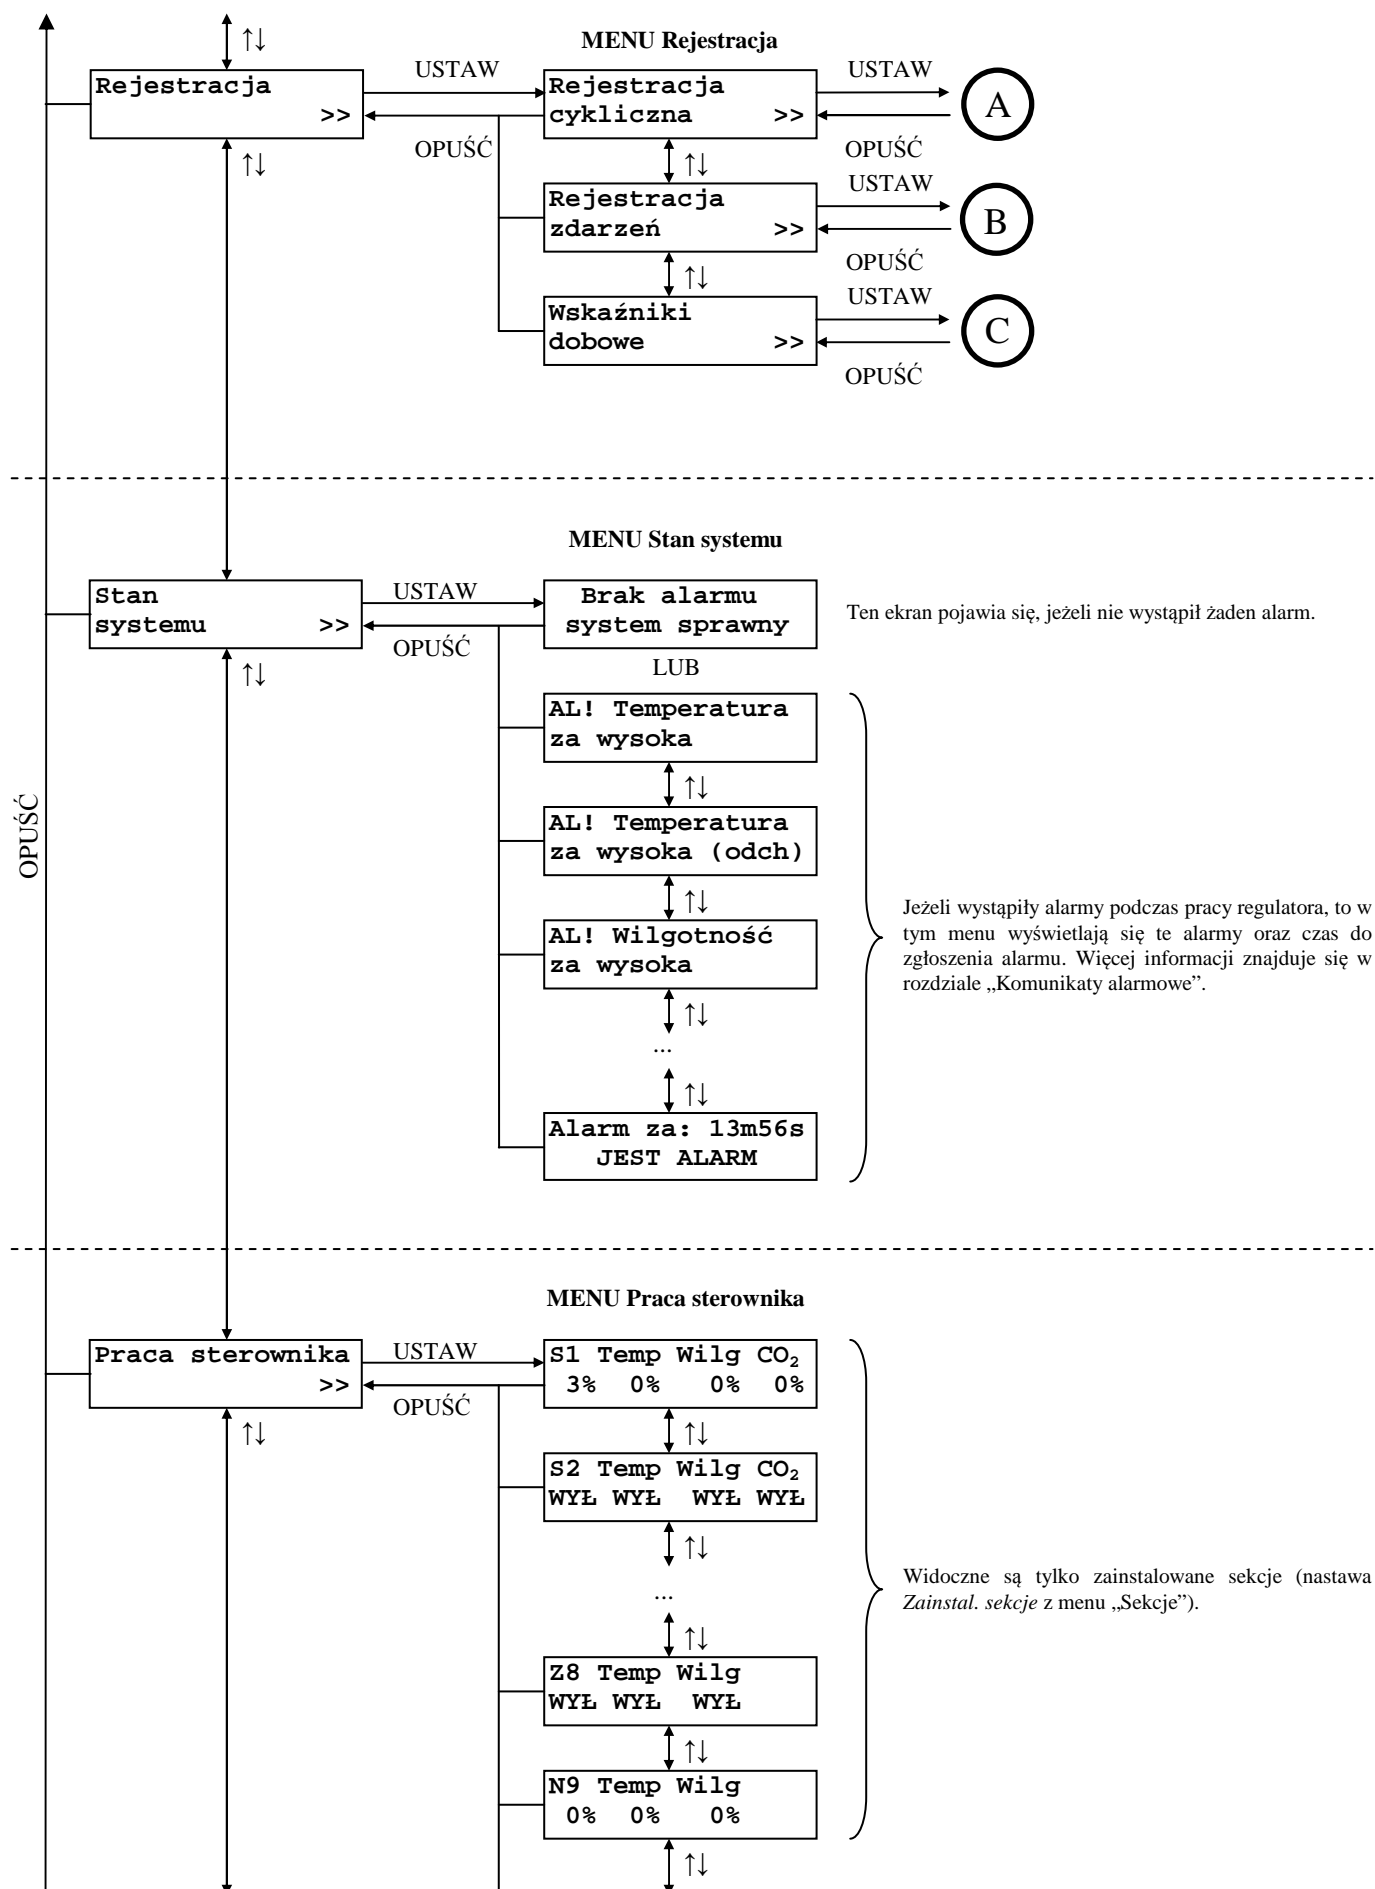 ↑↓
MENU Rejestracja
Rejestracja
>>
USTAW
OPUŚĆ
Rejestracja
cykliczna >>
USTAW
OPUŚĆ
A
↑↓
↑↓
Rejestracja
zdarzeń >>
USTAW
OPUŚĆ
B
↑↓
Wskaźniki
dobowe >>
USTAW
OPUŚĆ
C
MENU Stan systemu
Stan
systemu >>
USTAW
OPUŚĆ
Brak alarmu
system sprawny
Ten ekran pojawia się, jeżeli nie wystąpił żaden alarm.
↑↓
LUB
AL! Temperatura
za wysoka
↑↓
AL! Temperatura
za wysoka (odch)
↑↓
AL! Wilgotność
za wysoka
↑↓
...
↑↓
Alarm za: 13m56s
JEST ALARM
Jeżeli wystąpiły alarmy podczas pracy regulatora, to w
tym menu wyświetlają się te alarmy oraz czas do
zgłoszenia alarmu. Więcej informacji znajduje się w
rozdziale „Komunikaty alarmowe”.
OPUŚĆ
MENU Praca sterownika
Praca sterownika
>>
USTAW
OPUŚĆ
S1 Temp Wilg CO₂
3% 0% 0% 0%
↑↓
↑↓
S2 Temp Wilg CO₂
WYŁ WYŁ WYŁ WYŁ
↑↓
...
↑↓
Z8 Temp Wilg
WYŁ WYŁ WYŁ
↑↓
N9 Temp Wilg
0% 0% 0%
↑↓
Widoczne są tylko zainstalowane sekcje (nastawa
Zainstal. sekcje z menu „Sekcje”).